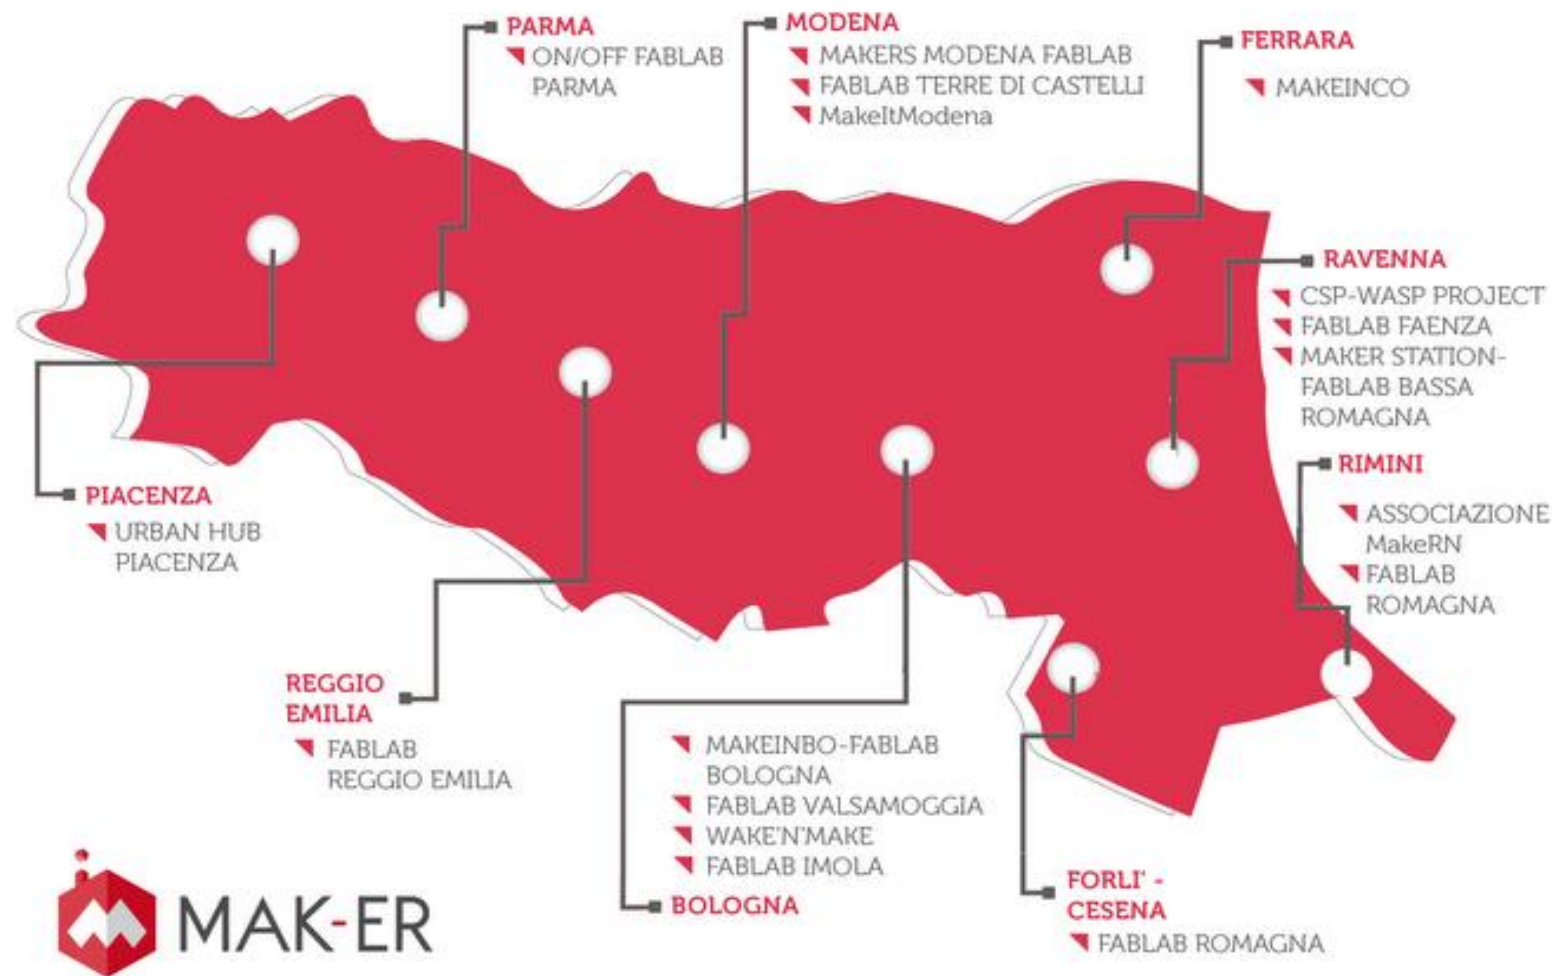 PARMA
ON/OFF FABLAB
PARMA
MODENA
MAKERS MODENA FABLAB
FABLAB TERRE DI CASTELLI
MakeItModena
FERRARA
MAKEINCO
RAVENNA
CSP-WASP PROJECT
FABLAB FAENZA
MAKER STATION-
FABLAB BASSA
ROMAGNA
RIMINI
ASSOCIAZIONE
MakeRN
FABLAB
ROMAGNA
PIACENZA
URBAN HUB
PIACENZA
REGGIO
EMILIA
FABLAB
REGGIO EMILIA
MAKEINBO-FABLAB
BOLOGNA
FABLAB VALSAMOGGIA
WAKE'N'MAKE
FABLAB IMOLA
BOLOGNA
FORLI' -
CESENA
FABLAB ROMAGNA
MAK-ER